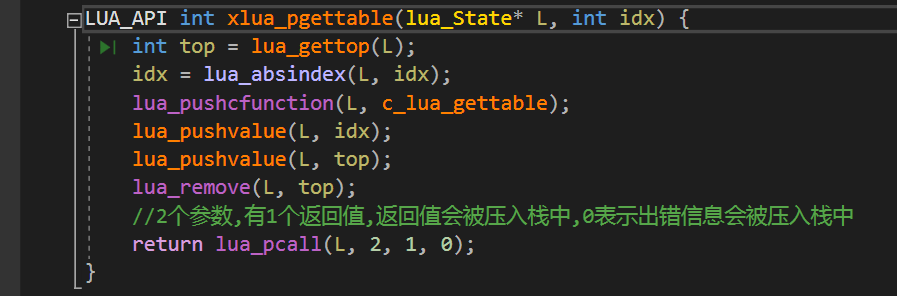 LUA_API int xlua_pgettable(lua_State* L, int idx) {
int top = lua_gettop(L);
idx = lua_absindex(L, idx);
lua_pushcfunction(L, c_lua_gettable);
lua_pushvalue(L, idx);
lua_pushvalue(L, top);
lua_remove(L, top);
//2个参数,有1个返回值,返回值会被压入栈中,0表示出错信息会被压入栈中
return lua_pcall(L, 2, 1, 0);
}